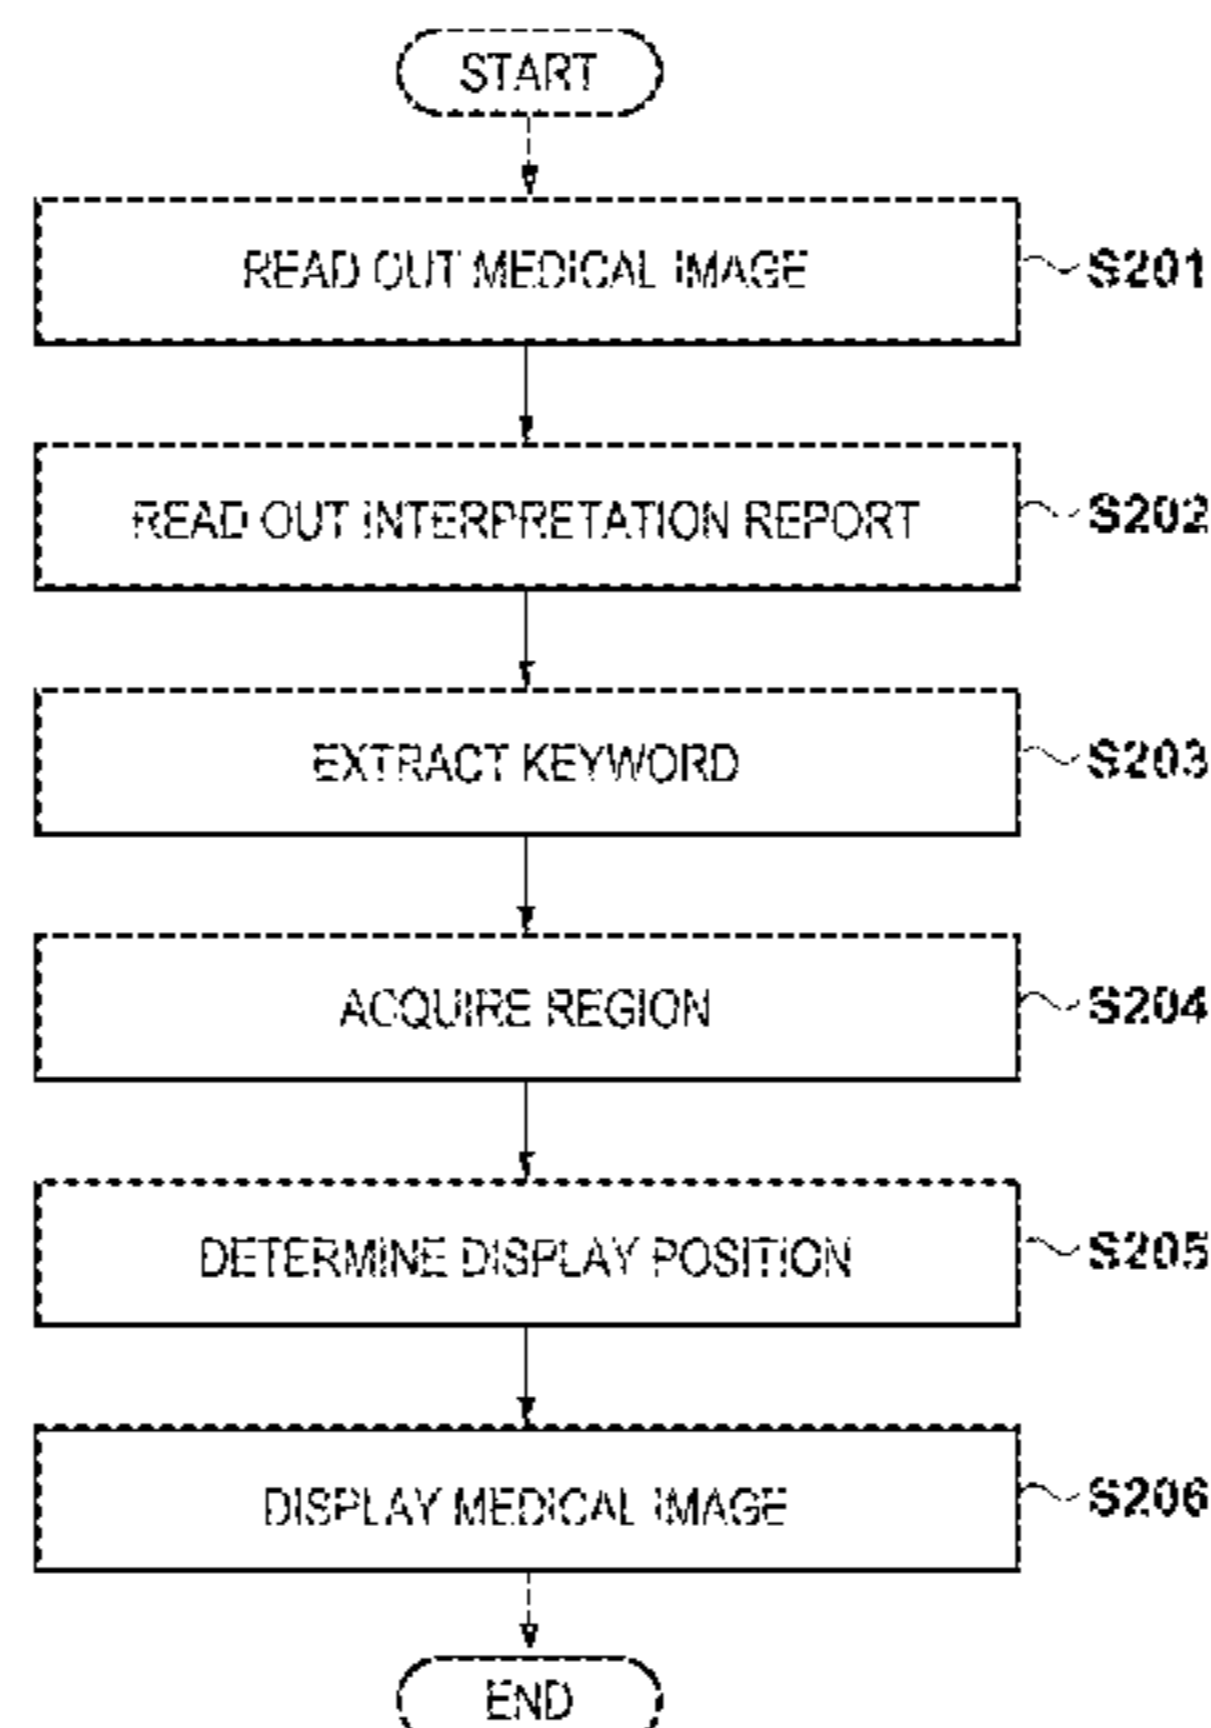 START
READ OUT MEDICAL IMAGE
S201
READ OUT INTERPRETATION REPORT
S202
EXTRACT KEYWORD
S203
ACQUIRE REGION
S204
DETERMINE DISPLAY POSITION
S205
DISPLAY MEDICAL IMAGE
S206
END